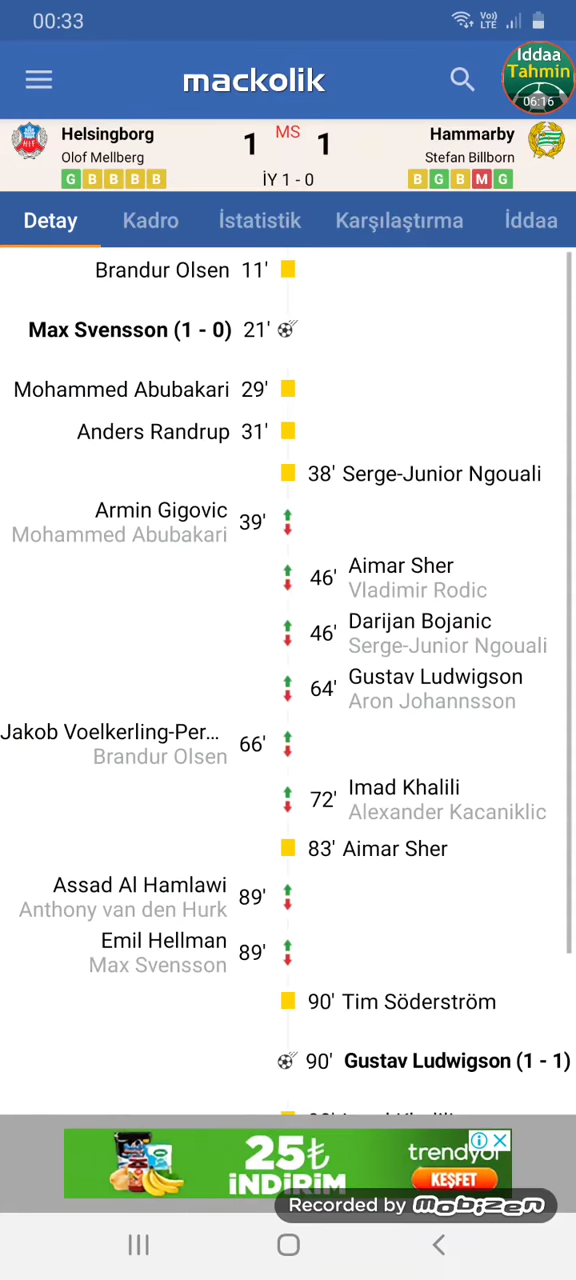 00:33
Vo))
LTE
mackolik
İddaa
Tahmin
06:16
Helsingborg
Olof Mellberg
G B B B B
1 MS 1
İY 1 - 0
Hammarby
Stefan Billborn
B G B M G
Detay Kadro İstatistik Karşılaştırma İddaa
Brandur Olsen 11'
Max Svensson (1 - 0) 21'
Mohammed Abubakari 29'
Anders Randrup 31'
38' Serge-Junior Ngouali
Armin Gigovic 39'
Mohammed Abubakari
46' Aimar Sher
Vladimir Rodic
46' Darijan Bojanic
Serge-Junior Ngouali
64' Gustav Ludwigson
Aron Johannsson
Jakob Voelkerling-Per... 66'
Brandur Olsen
72' Imad Khalili
Alexander Kacaniklic
83' Aimar Sher
Assad Al Hamlawi 89'
Anthony van den Hurk
Emil Hellman 89'
Max Svensson
90' Tim Söderström
90' Gustav Ludwigson (1 - 1)
25₺
İNDİRİM
trendyol
KEŞFET
Recorded by mobizen